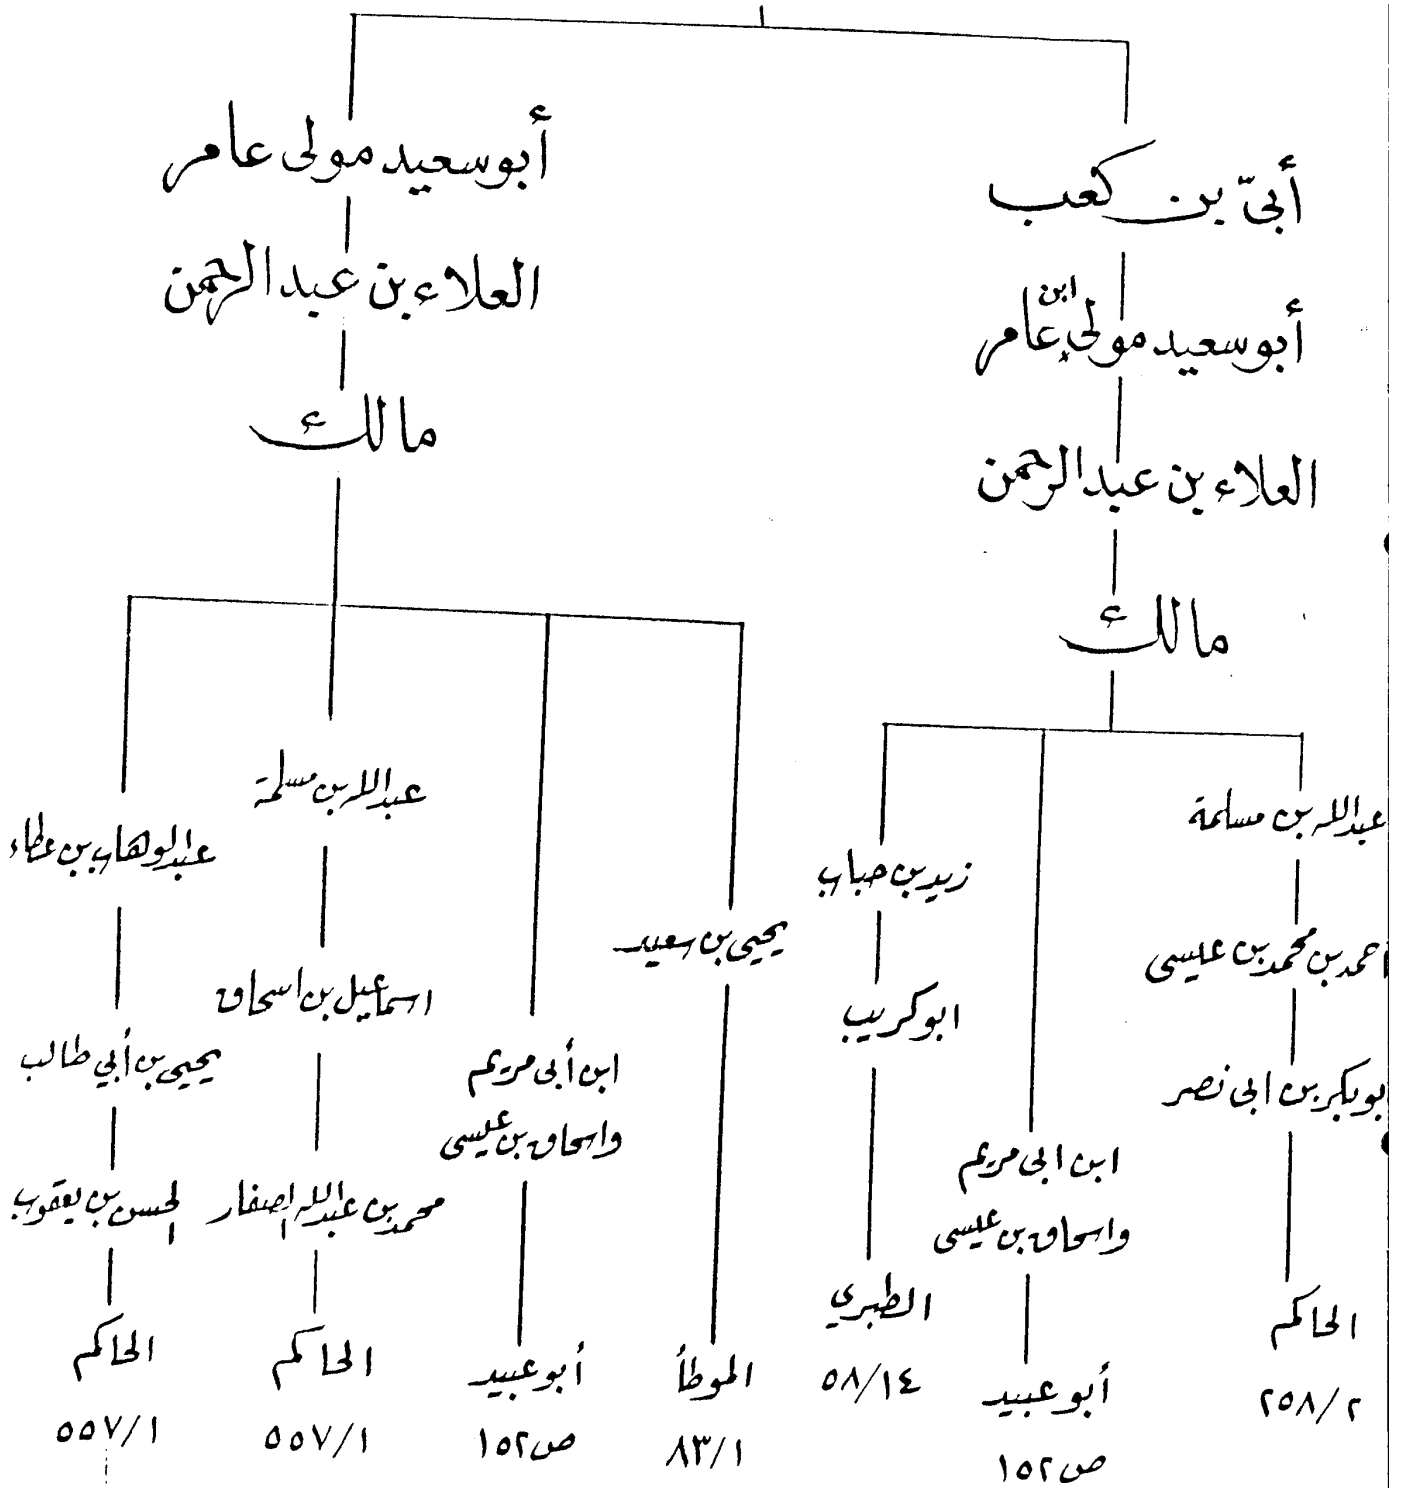 أبيّ بن كعب
ابن
أبو سعيد مولى عامر
العلاء بن عبد الرحمن
مالك
عبد الله بن مسلمة
أحمد بن محمد بن عيسى
بو بكر بن ابى نصر
الحاكم
٢٥٨/٢
ابن ابى مريم
واسحاق بن عيسى
أبو عبيد
ص ١٥٢
زيد بن حباب
ابو كريب
الطبري
٥٨/١٤
أبو سعيد مولى عامر
العلاء بن عبد الرحمن
مالك
يحيى بن سعيد
الموطأ
٨٣/١
ابن أبى مريم
واسحاق بن عيسى
أبو عبيد
ص ١٥٢
عبد الله بن مسلمة
اسماعيل بن اسحاق
محمد بن عبد الله الصفار
الحاكم
٥٥٧/١
عبد الوهاب بن عطاء
يحيى بن أبي طالب
الحسن بن يعقوب
الحاكم
٥٥٧/١